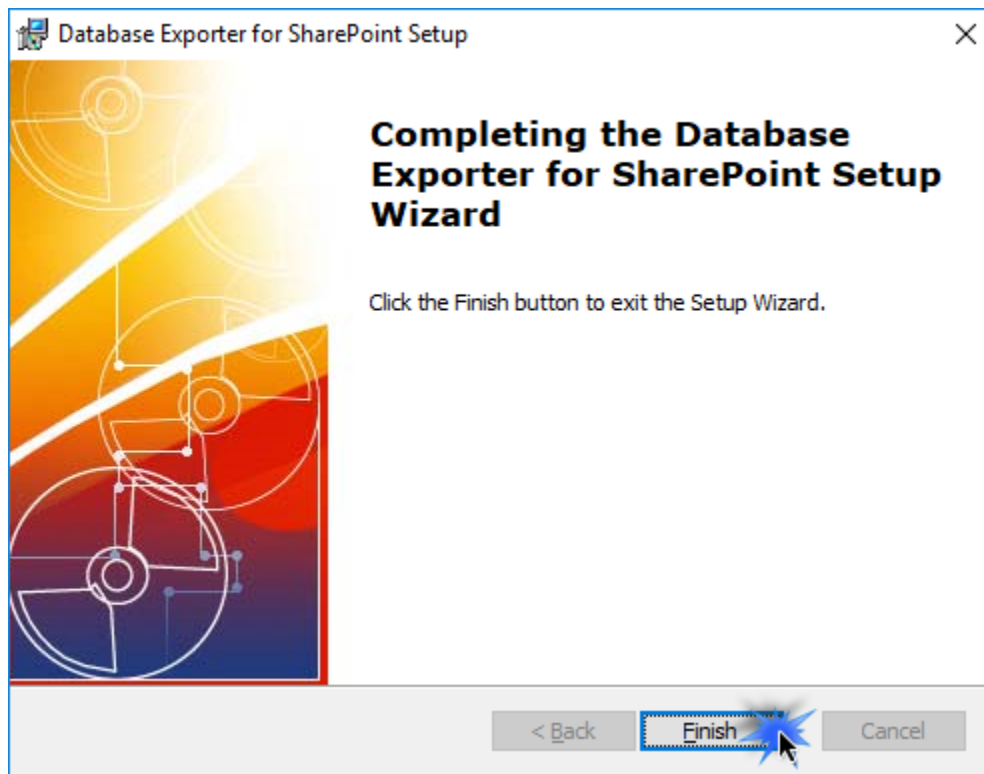 Database Exporter for SharePoint Setup
Completing the Database
Exporter for SharePoint Setup
Wizard
Click the Finish button to exit the Setup Wizard.
< Back
Finish
Cancel